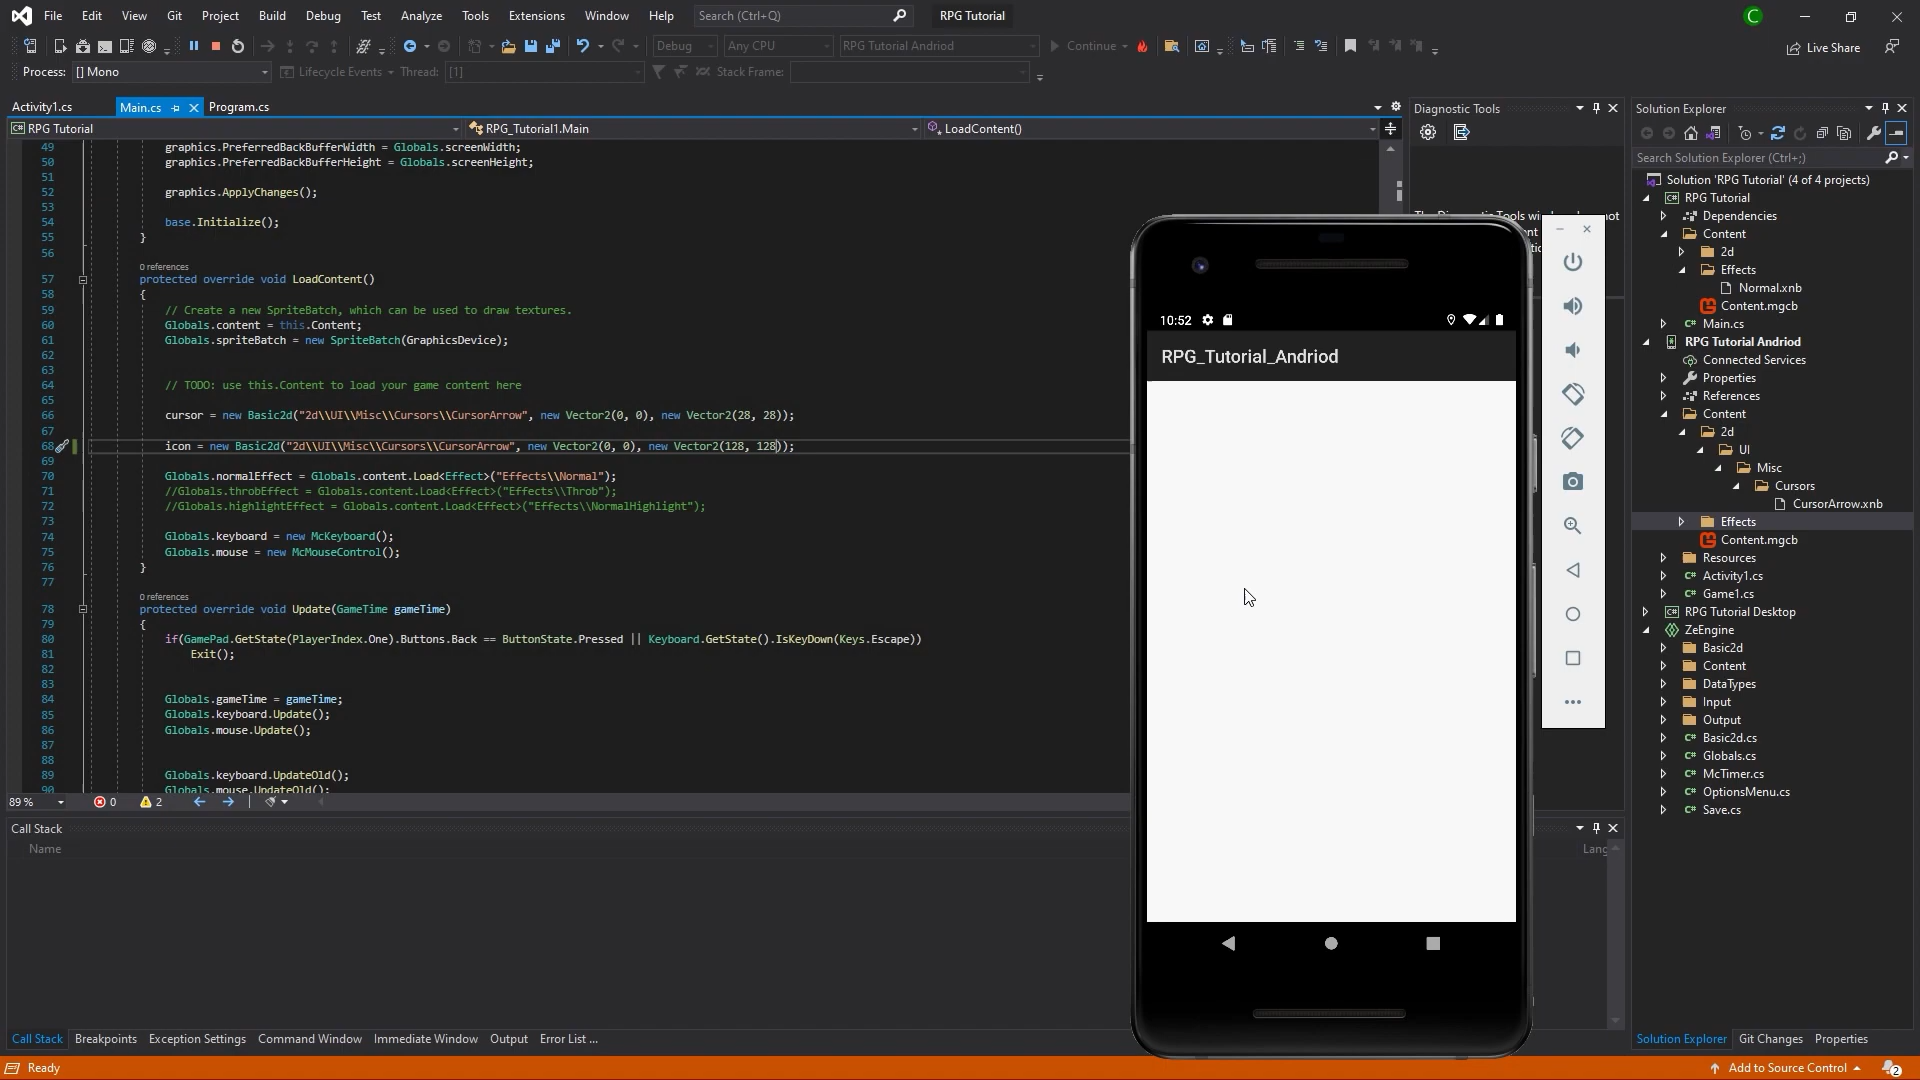 File Edit View Git Project Build Debug Test Analyze Tools Extensions Window Help Search (Ctrl+Q) RPG Tutorial C
Debug Any CPU RPG Tutorial Andriod Continue Live Share
Process: [] Mono Lifecycle Events Thread: [1] Stack Frame:
Activity1.cs Main.cs Program.cs
RPG Tutorial RPG_Tutorial1.Main LoadContent()
49 graphics.PreferredBackBufferWidth = Globals.screenWidth;
50 graphics.PreferredBackBufferHeight = Globals.screenHeight;
51
52 graphics.ApplyChanges();
53
54 base.Initialize();
55 }
56
0 references
57 protected override void LoadContent()
58 {
59 // Create a new SpriteBatch, which can be used to draw textures.
60 Globals.content = this.Content;
61 Globals.spriteBatch = new SpriteBatch(GraphicsDevice);
62
63
64 // TODO: use this.Content to load your game content here
65
66 cursor = new Basic2d("2d\\UI\\Misc\\Cursors\\CursorArrow", new Vector2(0, 0), new Vector2(28, 28));
67
68 icon = new Basic2d("2d\\UI\\Misc\\Cursors\\CursorArrow", new Vector2(0, 0), new Vector2(128, 128));
69
70 Globals.normalEffect = Globals.content.Load<Effect>("Effects\\Normal");
71 //Globals.throbEffect = Globals.content.Load<Effect>("Effects\\Throb");
72 //Globals.highlightEffect = Globals.content.Load<Effect>("Effects\\NormalHighlight");
73
74 Globals.keyboard = new McKeyboard();
75 Globals.mouse = new McMouseControl();
76 }
77
0 references
78 protected override void Update(GameTime gameTime)
79 {
80 if(GamePad.GetState(PlayerIndex.One).Buttons.Back == ButtonState.Pressed || Keyboard.GetState().IsKeyDown(Keys.Escape))
81 Exit();
82
83
84 Globals.gameTime = gameTime;
85 Globals.keyboard.Update();
86 Globals.mouse.Update();
87
88
89 Globals.keyboard.UpdateOld();
90 Globals.mouse.UpdateOld();
89 % 0 2
Call Stack
Name
Lang
Call Stack Breakpoints Exception Settings Command Window Immediate Window Output Error List ...
Ready
Diagnostic Tools
The Diagnostic Tools
10:52
RPG_Tutorial_Andriod
Solution Explorer
Search Solution Explorer (Ctrl+;)
Solution 'RPG Tutorial' (4 of 4 projects)
RPG Tutorial
Dependencies
Content
2d
Effects
Normal.xnb
Content.mgcb
Main.cs
RPG Tutorial Andriod
Connected Services
Properties
References
Content
2d
UI
Misc
Cursors
CursorArrow.xnb
Effects
Content.mgcb
Resources
Activity1.cs
Game1.cs
RPG Tutorial Desktop
ZeEngine
Basic2d
Content
DataTypes
Input
Output
Basic2d.cs
Globals.cs
McTimer.cs
OptionsMenu.cs
Save.cs
Solution Explorer Git Changes Properties
Add to Source Control 2